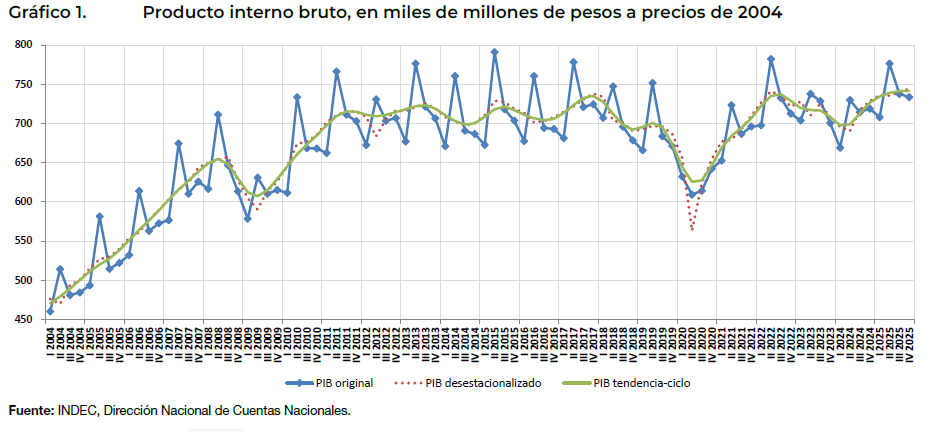 Gráfico 1. Producto interno bruto, en miles de millones de pesos a precios de 2004
800
750
700
650
600
550
500
450
I 2004
II 2004
III 2004
IV 2004
I 2005
II 2005
III 2005
IV 2005
I 2006
II 2006
III 2006
IV 2006
I 2007
II 2007
III 2007
IV 2007
I 2008
II 2008
III 2008
IV 2008
I 2009
II 2009
III 2009
IV 2009
I 2010
II 2010
III 2010
IV 2010
I 2011
II 2011
III 2011
IV 2011
I 2012
II 2012
III 2012
IV 2012
I 2013
II 2013
III 2013
IV 2013
I 2014
II 2014
III 2014
IV 2014
I 2015
II 2015
III 2015
IV 2015
I 2016
II 2016
III 2016
IV 2016
I 2017
II 2017
III 2017
IV 2017
I 2018
II 2018
III 2018
IV 2018
I 2019
II 2019
III 2019
IV 2019
I 2020
II 2020
III 2020
IV 2020
I 2021
II 2021
III 2021
IV 2021
I 2022
II 2022
III 2022
IV 2022
I 2023
II 2023
III 2023
IV 2023
I 2024
II 2024
III 2024
IV 2024
I 2025
II 2025
III 2025
IV 2025
PIB original PIB desestacionalizado PIB tendencia-ciclo
Fuente: INDEC, Dirección Nacional de Cuentas Nacionales.